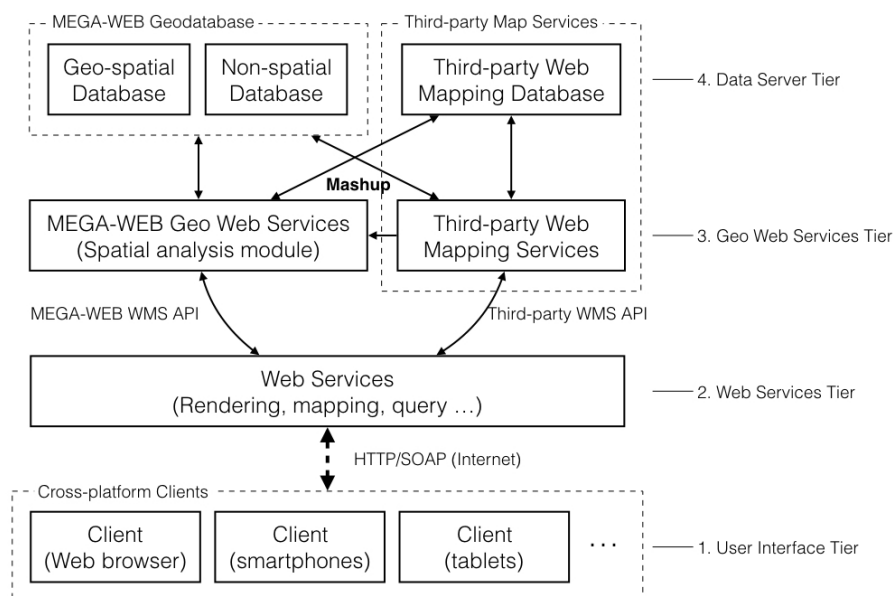 MEGA-WEB Geodatabase
Third-party Map Services
Geo-spatial
Database
Non-spatial
Database
Third-party Web
Mapping Database
4. Data Server Tier
Mashup
MEGA-WEB Geo Web Services
(Spatial analysis module)
Third-party Web
Mapping Services
3. Geo Web Services Tier
MEGA-WEB WMS API
Third-party WMS API
Web Services
(Rendering, mapping, query ...)
2. Web Services Tier
HTTP/SOAP (Internet)
Cross-platform Clients
Client
(Web browser)
Client
(smartphones)
Client
(tablets)
...
1. User Interface Tier